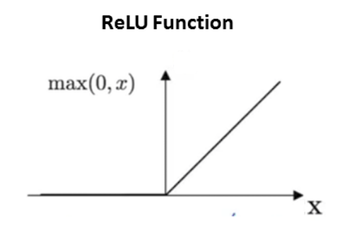 ReLU Function
max(0, x)
X